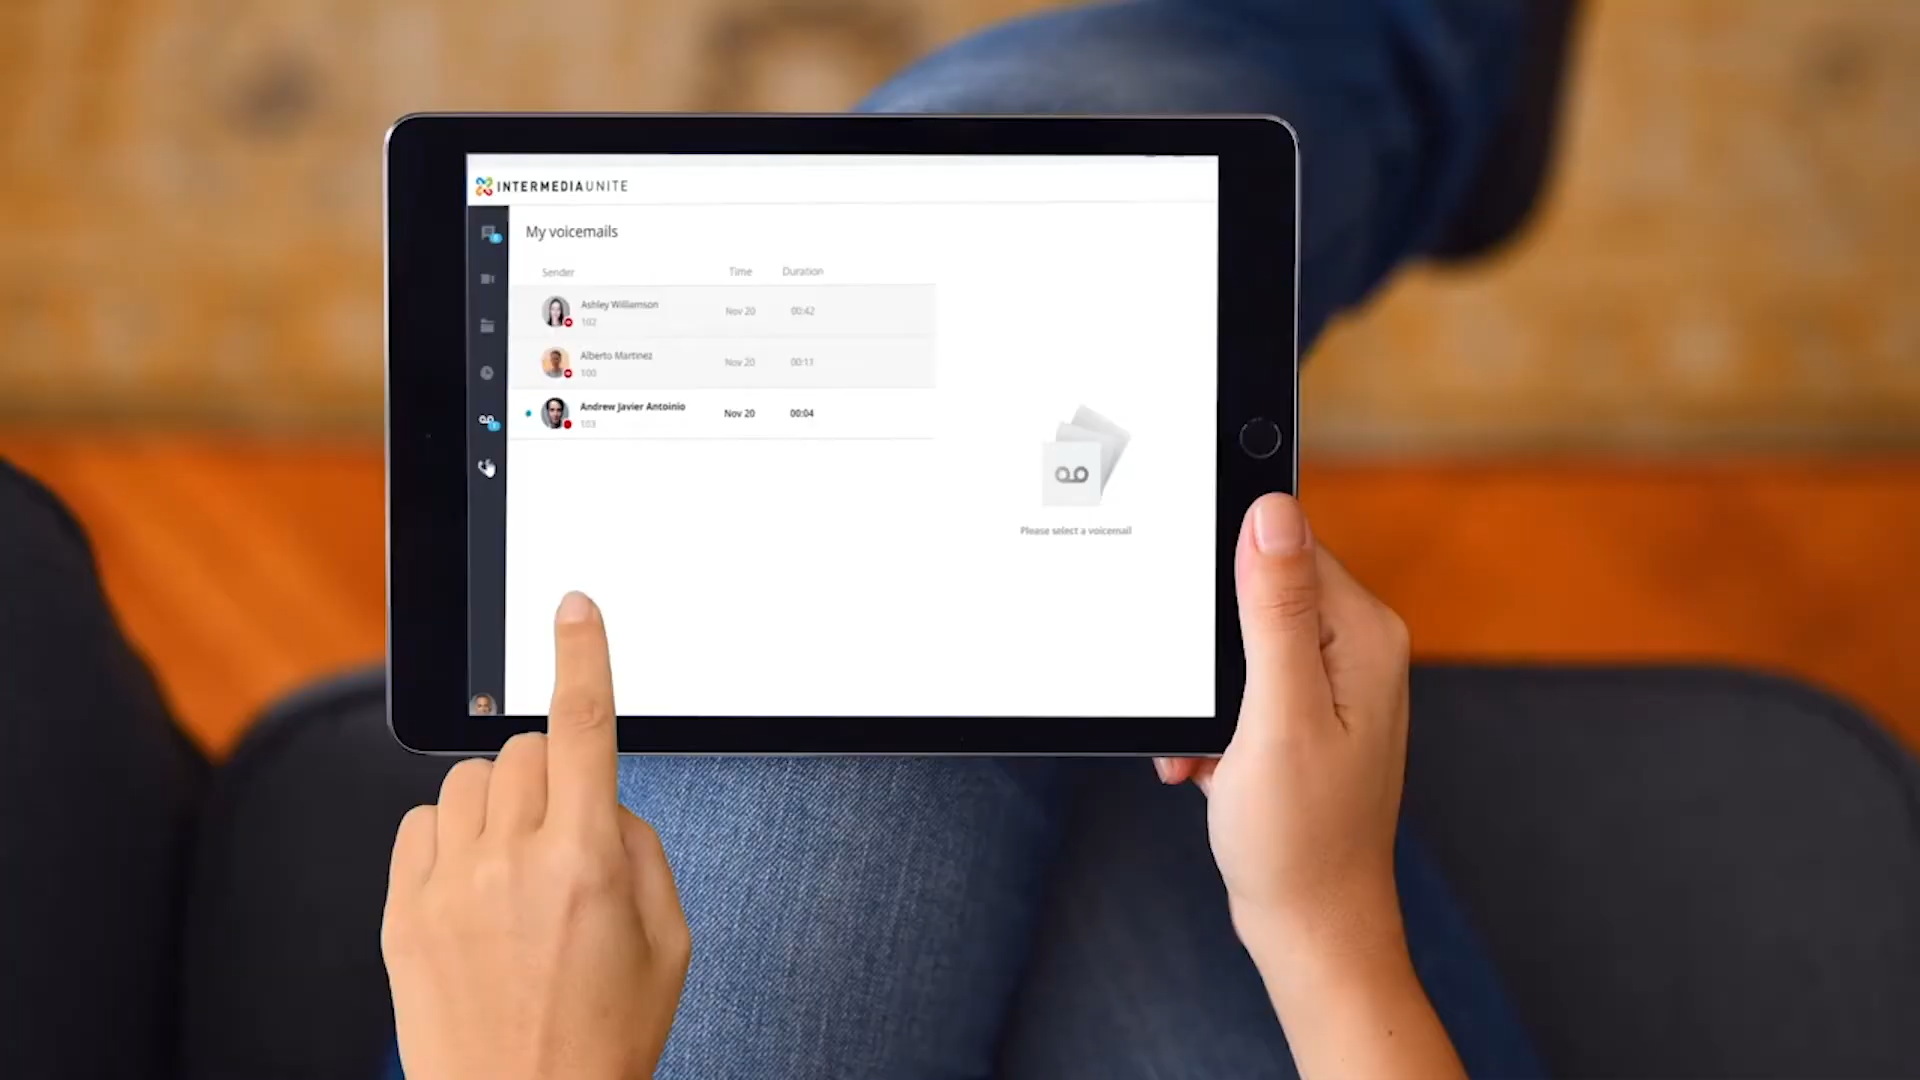 INTERMEDIAUNITE
My voicemails
Sender Time Duration
Ashley Williamson
102
Nov 20 00:42
Alberto Martinez
100
Nov 20 00:11
Andrew Javier Antoinio
103
Nov 20 00:04
Please select a voicemail